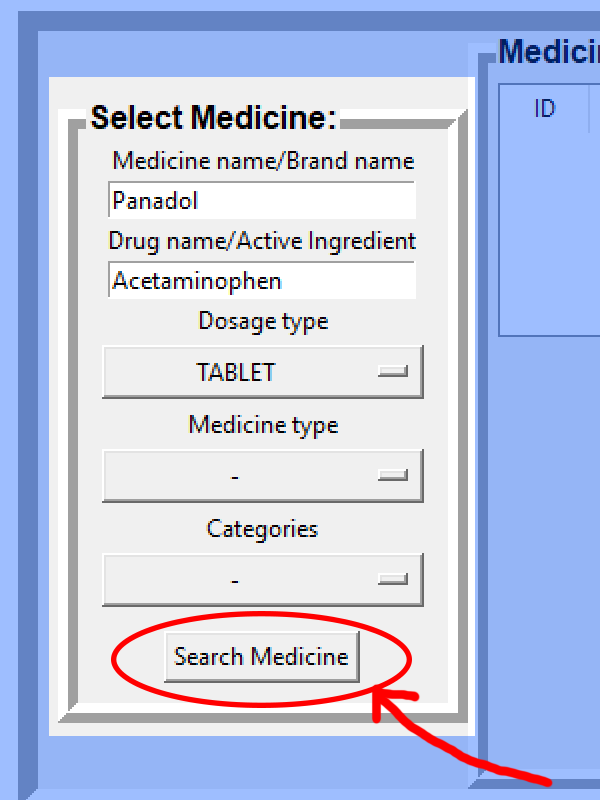 Select Medicine:
Medicine name/Brand name
Panadol
Drug name/Active Ingredient
Acetaminophen
Dosage type
TABLET
Medicine type
-
Categories
-
Search Medicine
Medici
ID